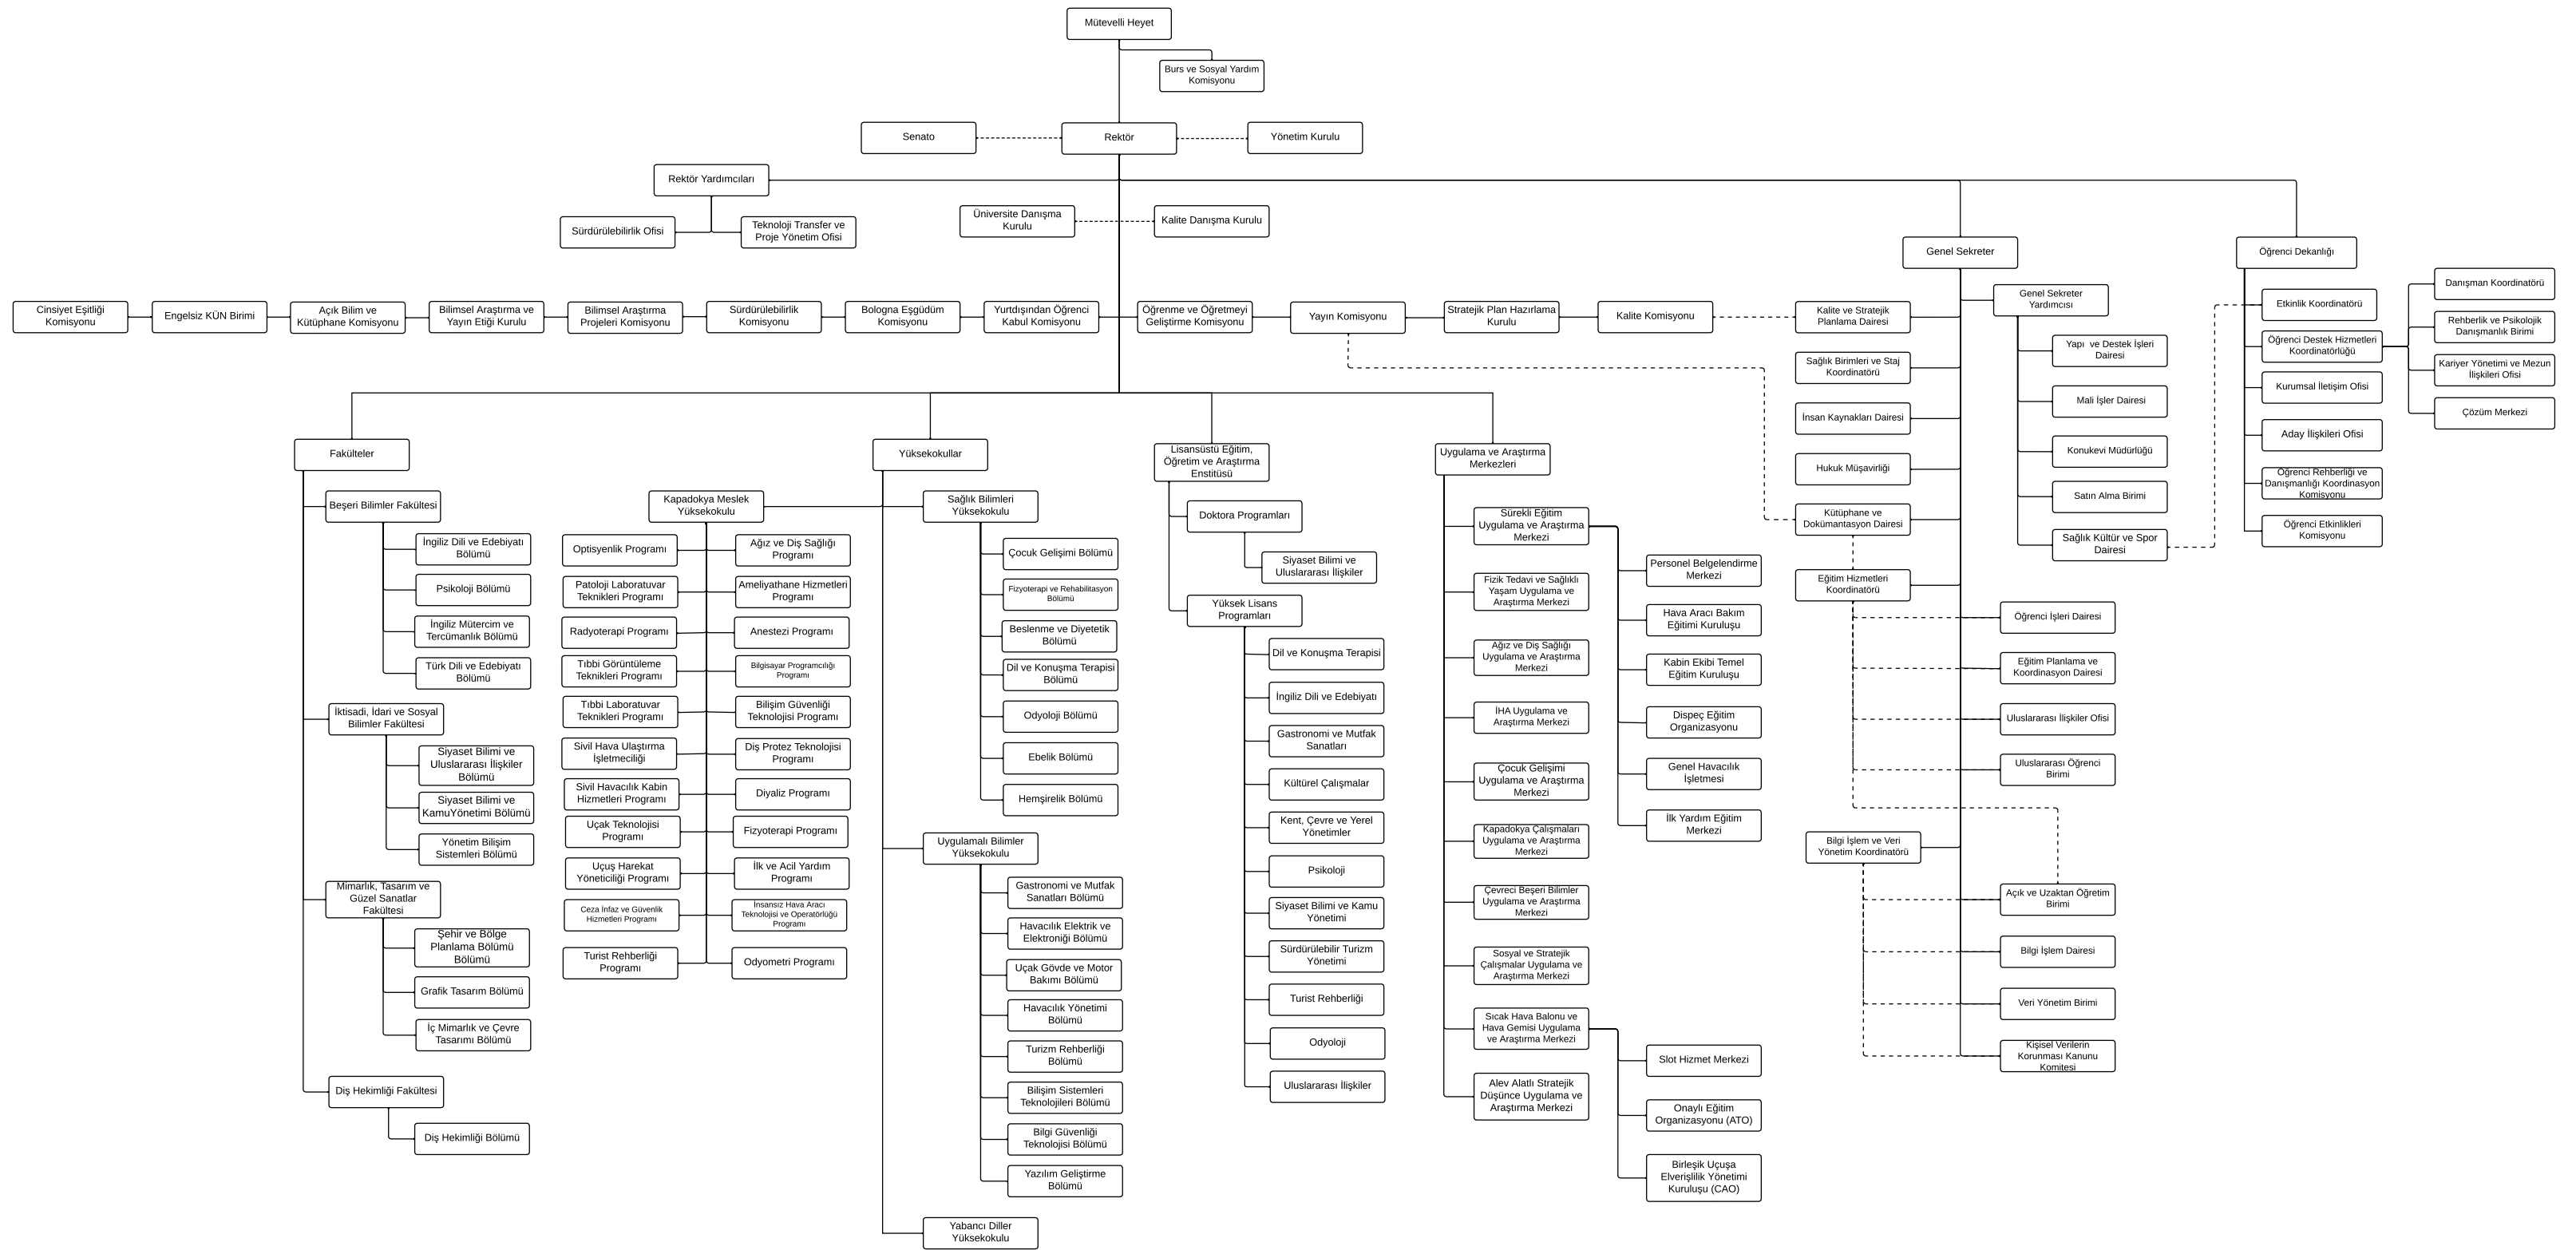 Mütevelli Heyet
Burs ve Sosyal Yardım
Komisyonu
Senato
Rektör
Yönetim Kurulu
Rektör Yardımcıları
Sürdürülebilirlik Ofisi
Teknoloji Transfer ve
Proje Yönetim Ofisi
Üniversite Danışma
Kurulu
Kalite Danışma Kurulu
Genel Sekreter
Öğrenci Dekanlığı
Cinsiyet Eşitliği
Komisyonu
Engelsiz KÜN Birimi
Açık Bilim ve
Kütüphane Komisyonu
Bilimsel Araştırma ve
Yayın Etiği Kurulu
Bilimsel Araştırma
Projeleri Komisyonu
Sürdürülebilirlik
Komisyonu
Bologna Eşgüdüm
Komisyonu
Yurtdışından Öğrenci
Kabul Komisyonu
Öğrenme ve Öğretmeyi
Geliştirme Komisyonu
Yayın Komisyonu
Stratejik Plan Hazırlama
Kurulu
Kalite Komisyonu
Kalite ve Stratejik
Planlama Dairesi
Sağlık Birimleri ve Staj
Koordinatörü
İnsan Kaynakları Dairesi
Hukuk Müşavirliği
Kütüphane ve
Dokümantasyon Dairesi
Eğitim Hizmetleri
Koordinatörü
Genel Sekreter
Yardımcısı
Yapı  ve Destek İşleri
Dairesi
Mali İşler Dairesi
Konukevi Müdürlüğü
Satın Alma Birimi
Sağlık Kültür ve Spor
Dairesi
Öğrenci İşleri Dairesi
Eğitim Planlama ve
Koordinasyon Dairesi
Uluslararası İlişkiler Ofisi
Uluslararası Öğrenci
Birimi
Bilgi İşlem ve Veri
Yönetim Koordinatörü
Açık ve Uzaktan Öğretim
Birimi
Bilgi İşlem Dairesi
Veri Yönetim Birimi
Kişisel Verilerin
Korunması Kanunu
Komitesi
Etkinlik Koordinatörü
Öğrenci Destek Hizmetleri
Koordinatörlüğü
Kurumsal İletişim Ofisi
Aday İlişkileri Ofisi
Öğrenci Rehberliği ve
Danışmanlığı Koordinasyon
Komisyonu
Öğrenci Etkinlikleri
Komisyonu
Danışman Koordinatörü
Rehberlik ve Psikolojik
Danışmanlık Birimi
Kariyer Yönetimi ve Mezun
İlişkileri Ofisi
Çözüm Merkezi
Fakülteler
Beşeri Bilimler Fakültesi
İngiliz Dili ve Edebiyatı
Bölümü
Psikoloji Bölümü
İngiliz Mütercim ve
Tercümanlık Bölümü
Türk Dili ve Edebiyatı
Bölümü
İktisadi, İdari ve Sosyal
Bilimler Fakültesi
Siyaset Bilimi ve
Uluslararası İlişkiler
Bölümü
Siyaset Bilimi ve
KamuYönetimi Bölümü
Yönetim Bilişim
Sistemleri Bölümü
Mimarlık, Tasarım ve
Güzel Sanatlar
Fakültesi
Şehir ve Bölge
Planlama Bölümü
Bölümü
Grafik Tasarım Bölümü
İç Mimarlık ve Çevre
Tasarımı Bölümü
Diş Hekimliği Fakültesi
Diş Hekimliği Bölümü
Yüksekokullar
Kapadokya Meslek
Yüksekokulu
Optisyenlik Programı
Ağız ve Diş Sağlığı
Programı
Patoloji Laboratuvar
Teknikleri Programı
Ameliyathane Hizmetleri
Programı
Radyoterapi Programı
Anestezi Programı
Tıbbi Görüntüleme
Teknikleri Programı
Bilgisayar Programcılığı
Programı
Tıbbi Laboratuvar
Teknikleri Programı
Bilişim Güvenliği
Teknolojisi Programı
Sivil Hava Ulaştırma
İşletmeciliği
Diş Protez Teknolojisi
Programı
Sivil Havacılık Kabin
Hizmetleri Programı
Diyaliz Programı
Uçak Teknolojisi
Programı
Fizyoterapi Programı
Uçuş Harekat
Yöneticiliği Programı
İlk ve Acil Yardım
Programı
Ceza İnfaz ve Güvenlik
Hizmetleri Programı
İnsansız Hava Aracı
Teknolojisi ve Operatörlüğü
Programı
Turist Rehberliği
Programı
Odyometri Programı
Sağlık Bilimleri
Yüksekokulu
Çocuk Gelişimi Bölümü
Fizyoterapi ve Rehabilitasyon
Bölümü
Beslenme ve Diyetetik
Bölümü
Dil ve Konuşma Terapisi
Bölümü
Odyoloji Bölümü
Ebelik Bölümü
Hemşirelik Bölümü
Uygulamalı Bilimler
Yüksekokulu
Gastronomi ve Mutfak
Sanatları Bölümü
Havacılık Elektrik ve
Elektroniği Bölümü
Uçak Gövde ve Motor
Bakımı Bölümü
Havacılık Yönetimi
Bölümü
Turizm Rehberliği
Bölümü
Bilişim Sistemleri
Teknolojileri Bölümü
Bilgi Güvenliği
Teknolojisi Bölümü
Yazılım Geliştirme
Bölümü
Yabancı Diller
Yüksekokulu
Lisansüstü Eğitim,
Öğretim ve Araştırma
Enstitüsü
Doktora Programları
Siyaset Bilimi ve
Uluslararası İlişkiler
Yüksek Lisans
Programları
Dil ve Konuşma Terapisi
İngiliz Dili ve Edebiyatı
Gastronomi ve Mutfak
Sanatları
Kültürel Çalışmalar
Kent, Çevre ve Yerel
Yönetimler
Psikoloji
Siyaset Bilimi ve Kamu
Yönetimi
Sürdürülebilir Turizm
Yönetimi
Turist Rehberliği
Odyoloji
Uluslararası İlişkiler
Uygulama ve Araştırma
Merkezleri
Sürekli Eğitim
Uygulama ve Araştırma
Merkezi
Fizik Tedavi ve Sağlıklı
Yaşam Uygulama ve
Araştırma Merkezi
Ağız ve Diş Sağlığı
Uygulama ve Araştırma
Merkezi
İHA Uygulama ve
Araştırma Merkezi
Çocuk Gelişimi
Uygulama ve Araştırma
Merkezi
Kapadokya Çalışmaları
Uygulama ve Araştırma
Merkezi
Çevreci Beşeri Bilimler
Uygulama ve Araştırma
Merkezi
Sosyal ve Stratejik
Çalışmalar Uygulama ve
Araştırma Merkezi
Sıcak Hava Balonu ve
Hava Gemisi Uygulama
ve Araştırma Merkezi
Alev Alatlı Stratejik
Düşünce Uygulama ve
Araştırma Merkezi
Personel Belgelendirme
Merkezi
Hava Aracı Bakım
Eğitimi Kuruluşu
Kabin Ekibi Temel
Eğitim Kuruluşu
Dispeç Eğitim
Organizasyonu
Genel Havacılık
İşletmesi
İlk Yardım Eğitim
Merkezi
Slot Hizmet Merkezi
Onaylı Eğitim
Organizasyonu (ATO)
Birleşik Uçuşa
Elverişlilik Yönetimi
Kuruluşu (CAO)